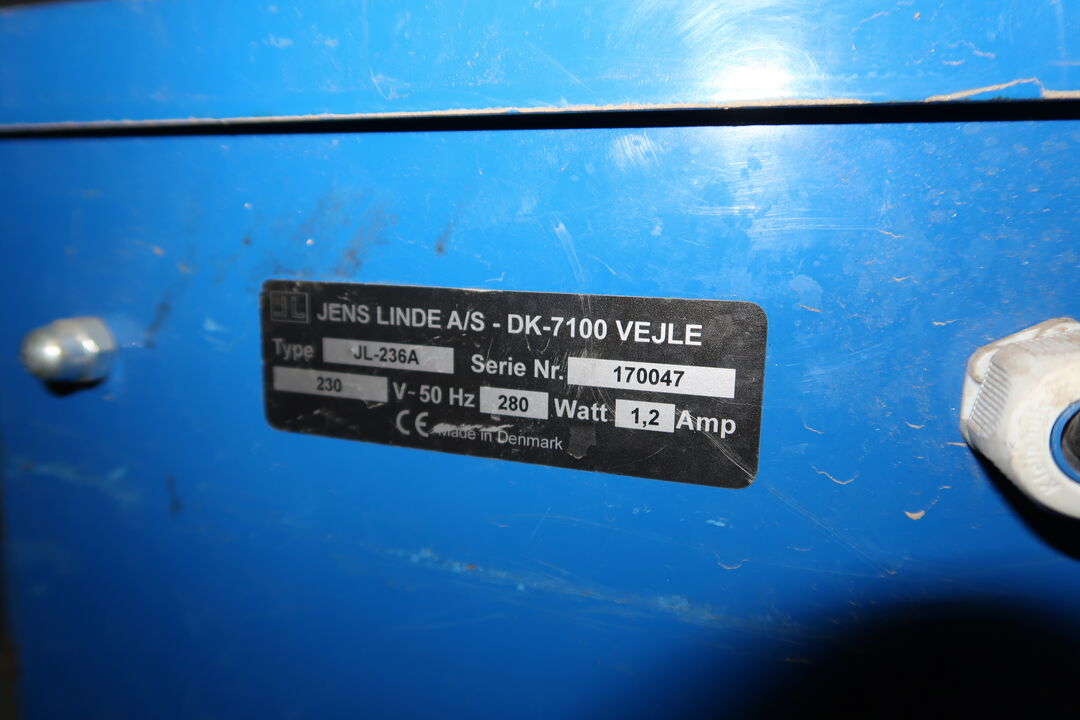 JL JENS LINDE A/S - DK-7100 VEJLE
Type JL-236A Serie Nr. 170047
230 V~ 50 Hz 280 Watt 1,2 Amp
CE Made in Denmark